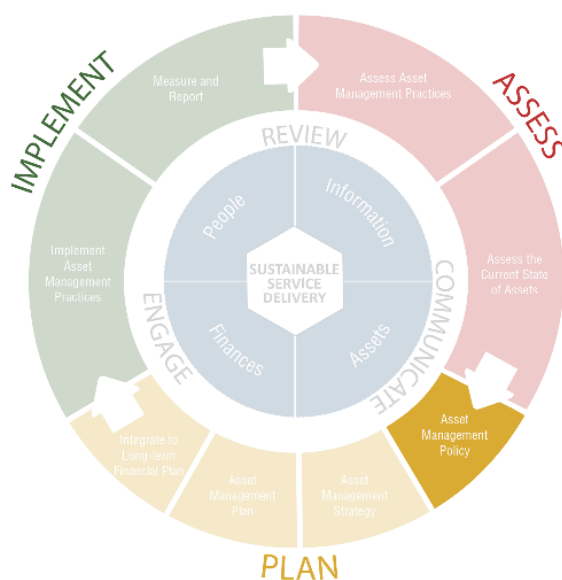 IMPLEMENT
ASSESS
PLAN
Measure and
Report
Assess Asset
Management Practices
Assess the
Current State
of Assets
Asset
Management
Policy
Asset
Management
Strategy
Asset
Management
Plan
Integrate to
Long-term
Financial Plan
Implement
Asset
Management
Practices
REVIEW
COMMUNICATE
ENGAGE
People
Information
Assets
Finances
SUSTAINABLE
SERVICE
DELIVERY